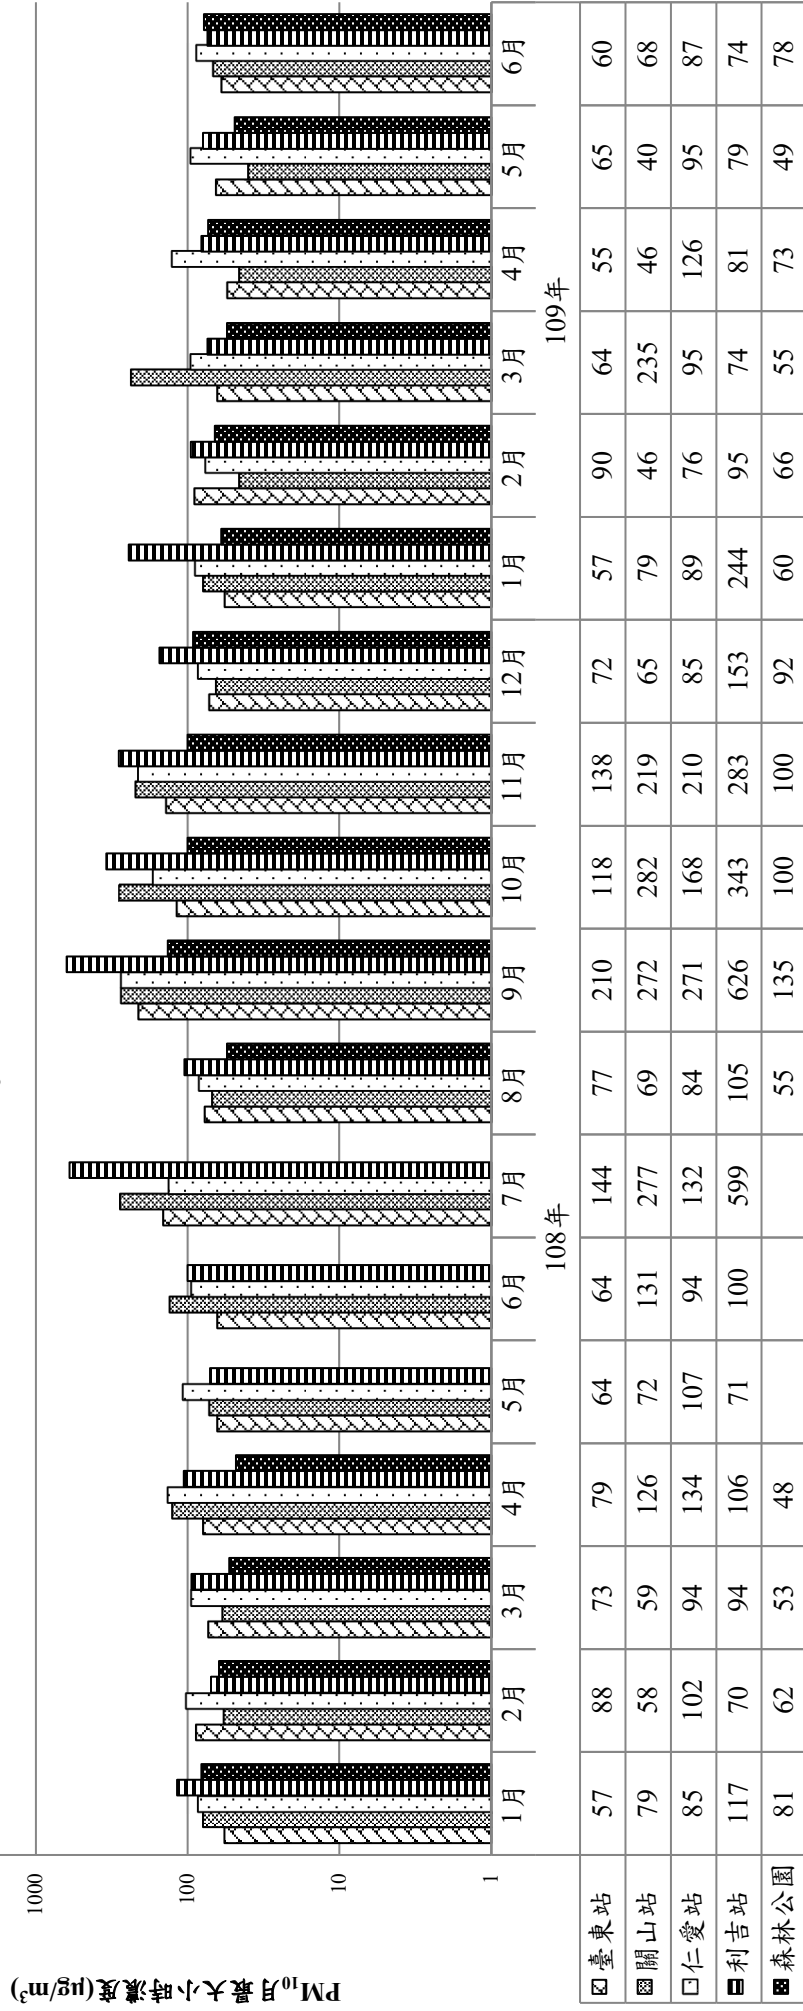 PM10月最大小時濃度(μg/m3)
1000
100
10
1
1月 2月 3月 4月 5月 6月 7月 8月 9月 10月 11月 12月 1月 2月 3月 4月 5月 6月
108年 109年
臺東站 57 88 73 79 64 64 144 77 210 118 138 72 57 90 64 55 65 60
關山站 79 58 59 126 72 131 277 69 272 282 219 65 79 46 235 46 40 68
仁愛站 85 102 94 134 107 94 132 84 271 168 210 85 89 76 95 126 95 87
利吉站 117 70 94 106 71 100 599 105 626 343 283 153 244 95 74 81 79 74
森林公園 81 62 53 48 55 135 100 100 92 60 66 55 73 49 78